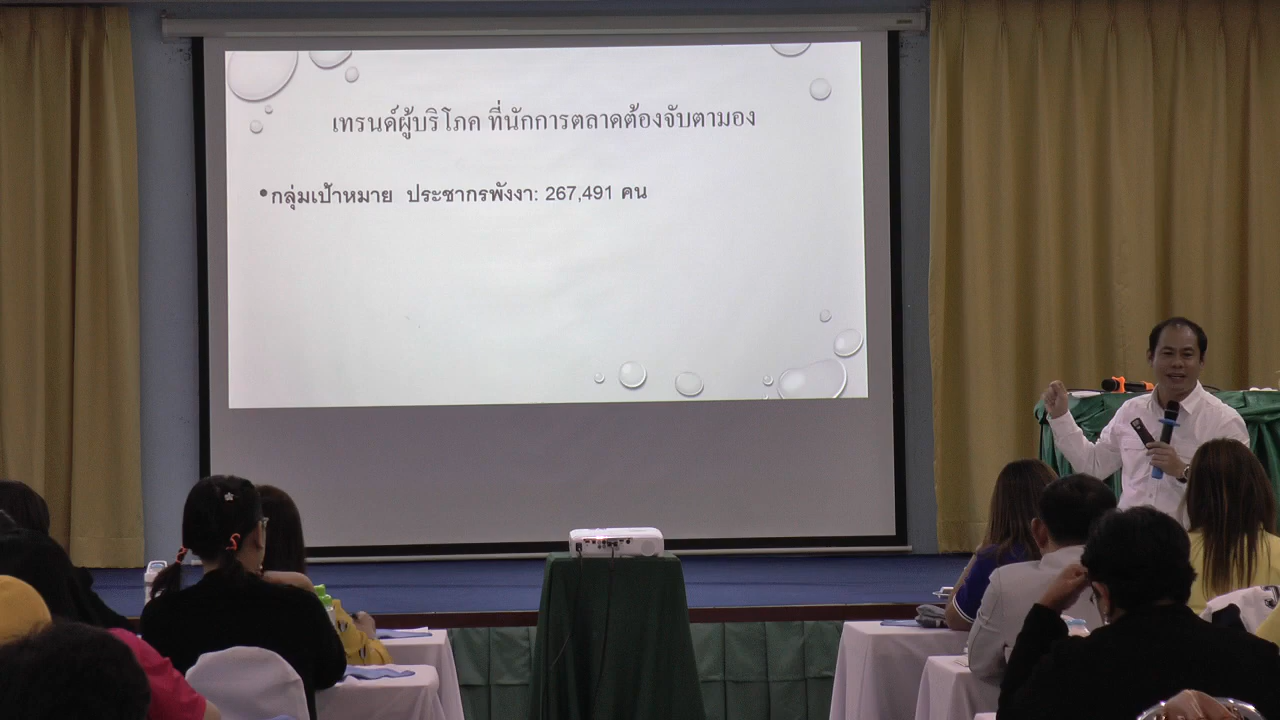 เทรนด์ผู้บริโภค ที่นักการตลาดต้องจับตามอง
•กลุ่มเป้าหมาย ประชากรพังงา: 267,491 คน